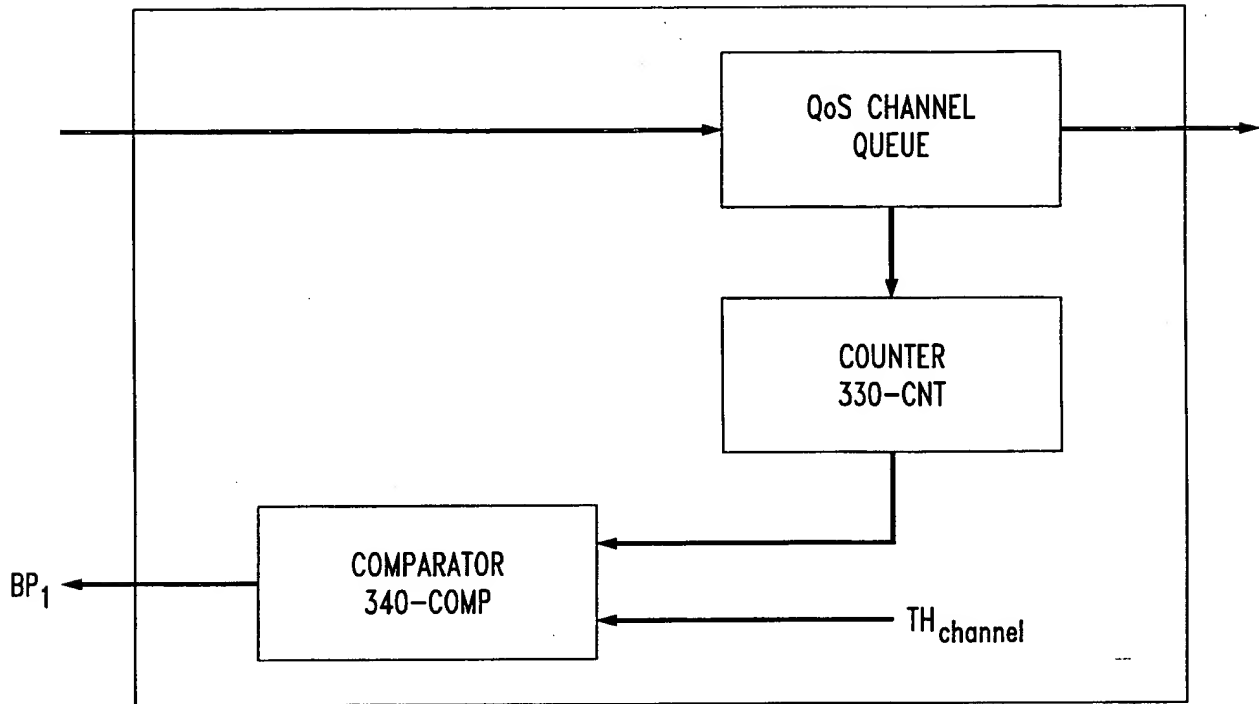 QoS CHANNEL
QUEUE
COUNTER
330-CNT
COMPARATOR
340-COMP
BP1
THchannel